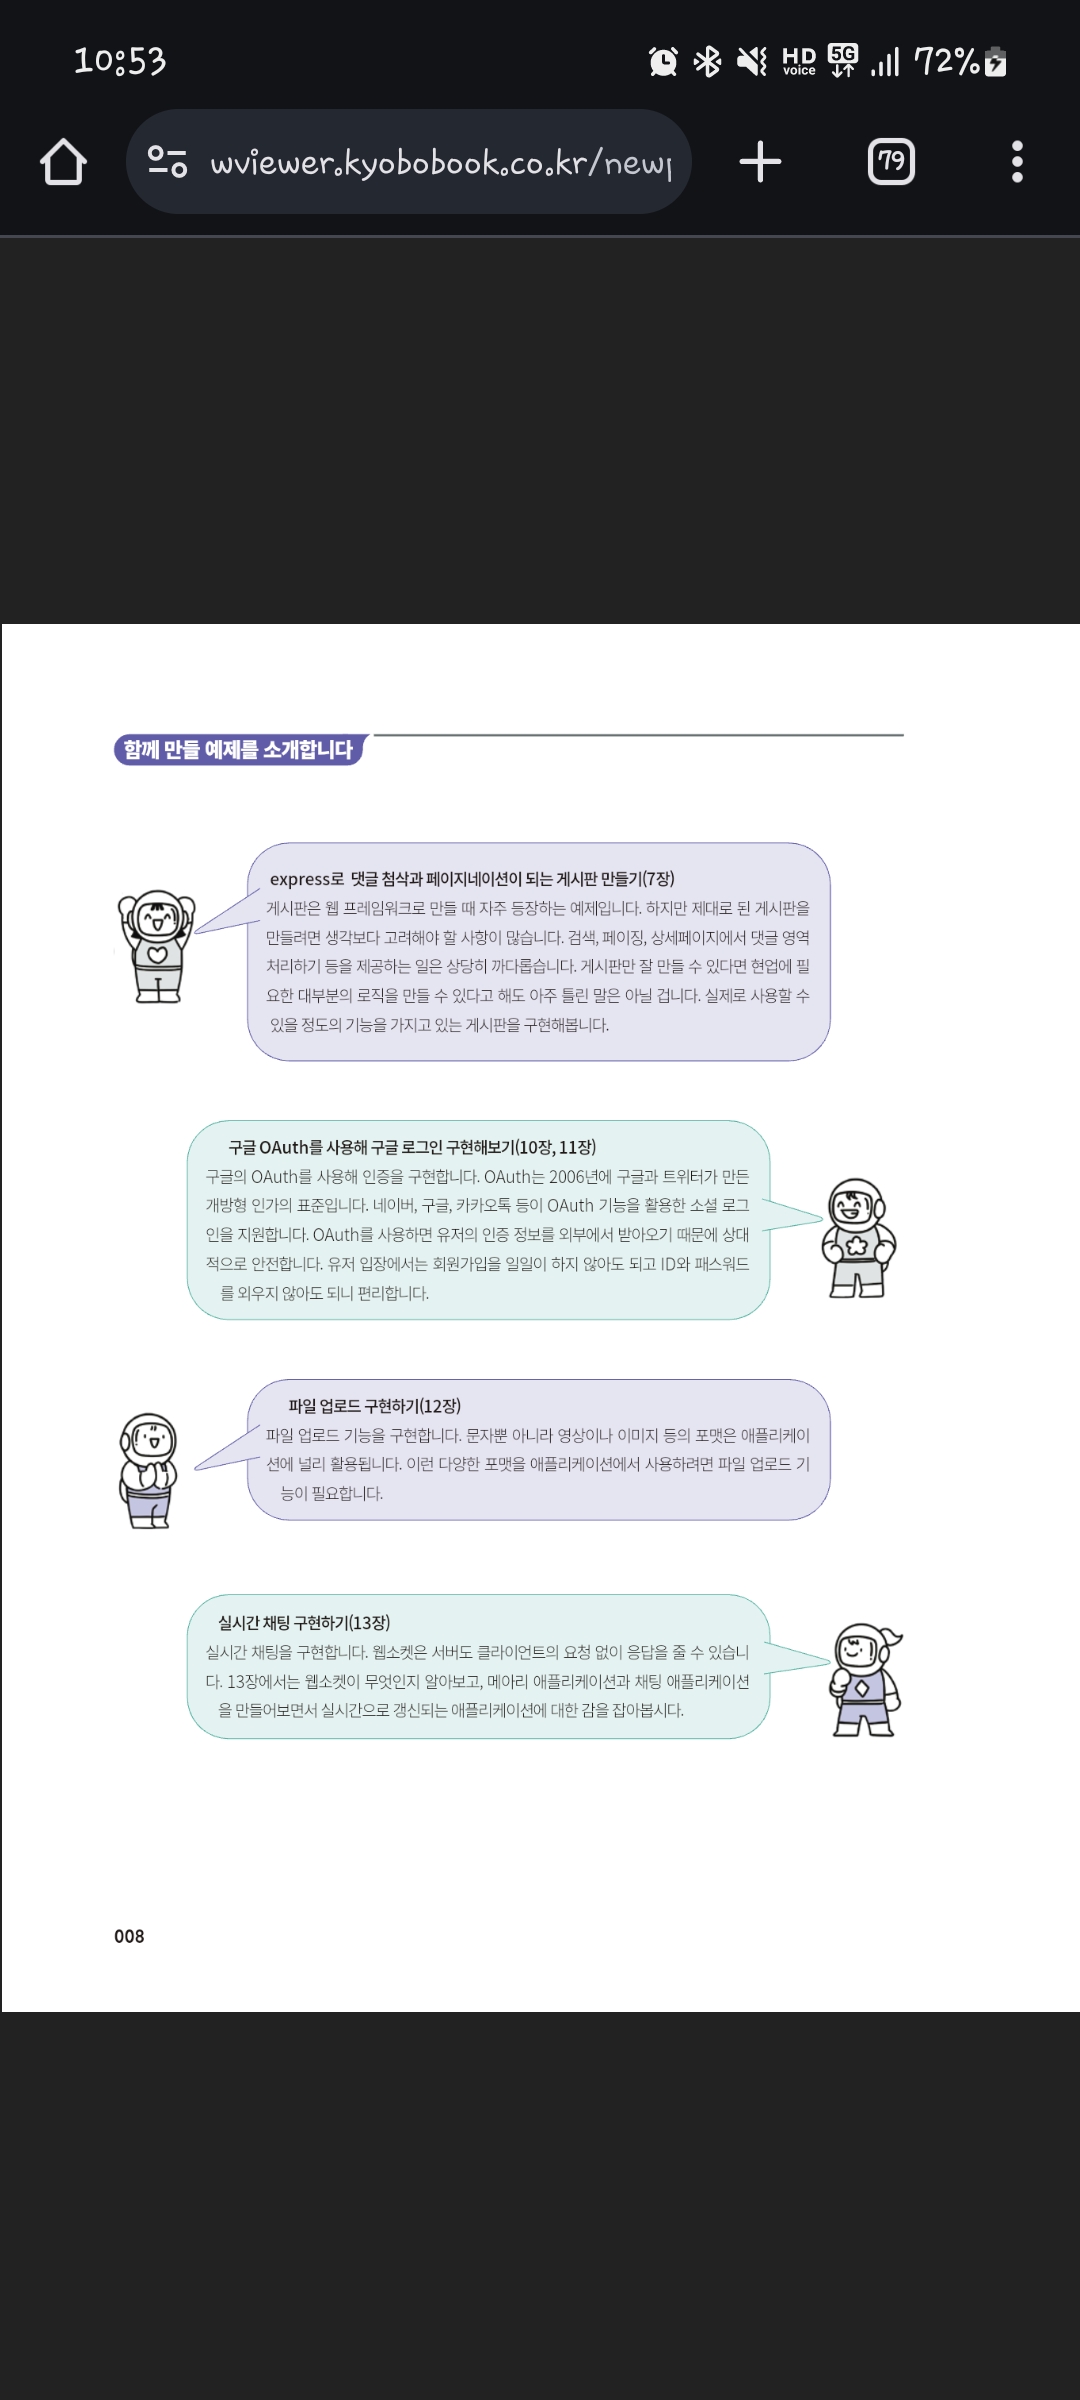 10:53
HD voice 5G 72%
wviewer.kyobobook.co.kr/new
79
함께 만들 예제를 소개합니다
express로 댓글 첨삭과 페이지네이션이 되는 게시판 만들기(7장)
게시판은 웹 프레임워크로 만들 때 자주 등장하는 예제입니다. 하지만 제대로 된 게시판을
만들려면 생각보다 고려해야 할 사항이 많습니다. 검색, 페이징, 상세페이지에서 댓글 영역
처리하기 등을 제공하는 일은 상당히 까다롭습니다. 게시판만 잘 만들 수 있다면 현업에 필
요한 대부분의 로직을 만들 수 있다고 해도 아주 틀린 말은 아닐 겁니다. 실제로 사용할 수
있을 정도의 기능을 가지고 있는 게시판을 구현해봅니다.
구글 OAuth를 사용해 구글 로그인 구현해보기(10장, 11장)
구글의 OAuth를 사용해 인증을 구현합니다. OAuth는 2006년에 구글과 트위터가 만든
개방형 인가의 표준입니다. 네이버, 구글, 카카오톡 등이 OAuth 기능을 활용한 소셜 로그
인을 지원합니다. OAuth를 사용하면 유저의 인증 정보를 외부에서 받아오기 때문에 상대
적으로 안전합니다. 유저 입장에서는 회원가입을 일일이 하지 않아도 되고 ID와 패스워드
를 외우지 않아도 되니 편리합니다.
파일 업로드 구현하기(12장)
파일 업로드 기능을 구현합니다. 문자뿐 아니라 영상이나 이미지 등의 포맷은 애플리케이
션에 널리 활용됩니다. 이런 다양한 포맷을 애플리케이션에서 사용하려면 파일 업로드 기
능이 필요합니다.
실시간 채팅 구현하기(13장)
실시간 채팅을 구현합니다. 웹소켓은 서버도 클라이언트의 요청 없이 응답을 줄 수 있습니
다. 13장에서는 웹소켓이 무엇인지 알아보고, 메아리 애플리케이션과 채팅 애플리케이션
을 만들어보면서 실시간으로 갱신되는 애플리케이션에 대한 감을 잡아봅시다.
008